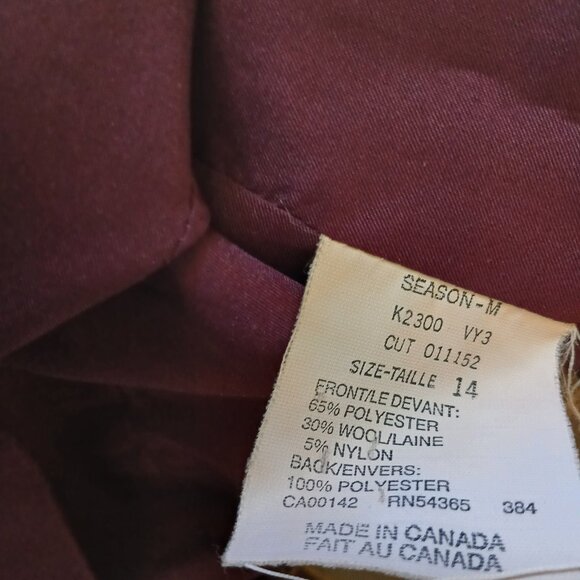 SEASON-M
K2300 VY3
CUT 011152
SIZE-TAILLE 14
FRONT/LE DEVANT:
65% POLYESTER
30% WOOL/LAINE
5% NYLON
BACK/ENVERS:
100% POLYESTER
CA00142 RN54365 384
MADE IN CANADA
FAIT AU CANADA